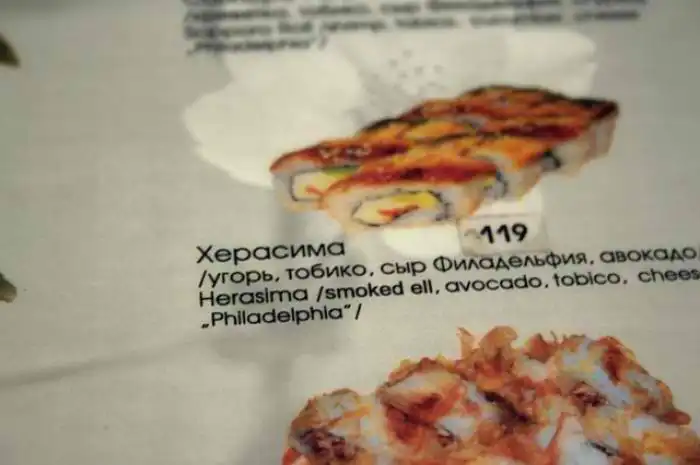 119
Херасима
/угорь, тобико, сыр Филадельфия, авокадо
Herasima /smoked ell, avocado, tobico, chees
„Philadelphia"/